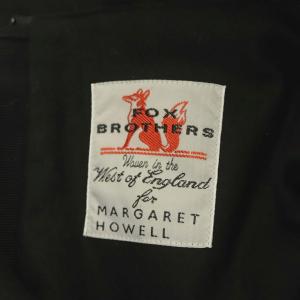 FOX
BROTHERS
Woven in the
West of England
for
MARGARET
HOWELL